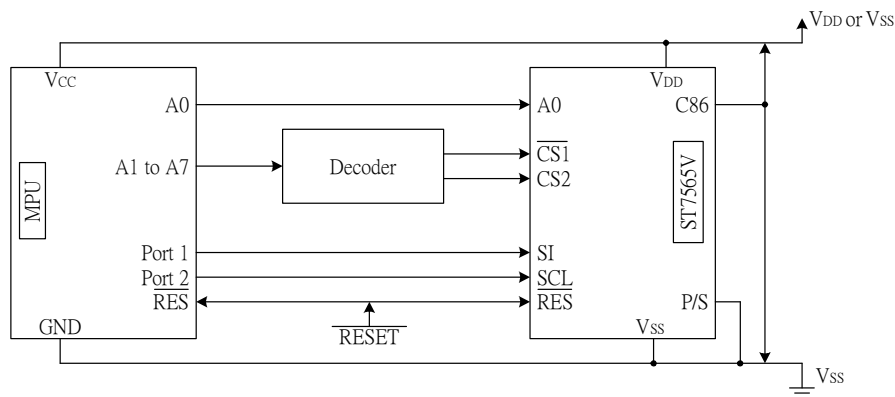 VDD or VSS
VCC
VDD
A0
A0
C86
A1 to A7
Decoder
CS1
CS2
MPU
ST7565V
Port 1
SI
Port 2
SCL
RES
RES
P/S
GND
RESET
VSS
VSS